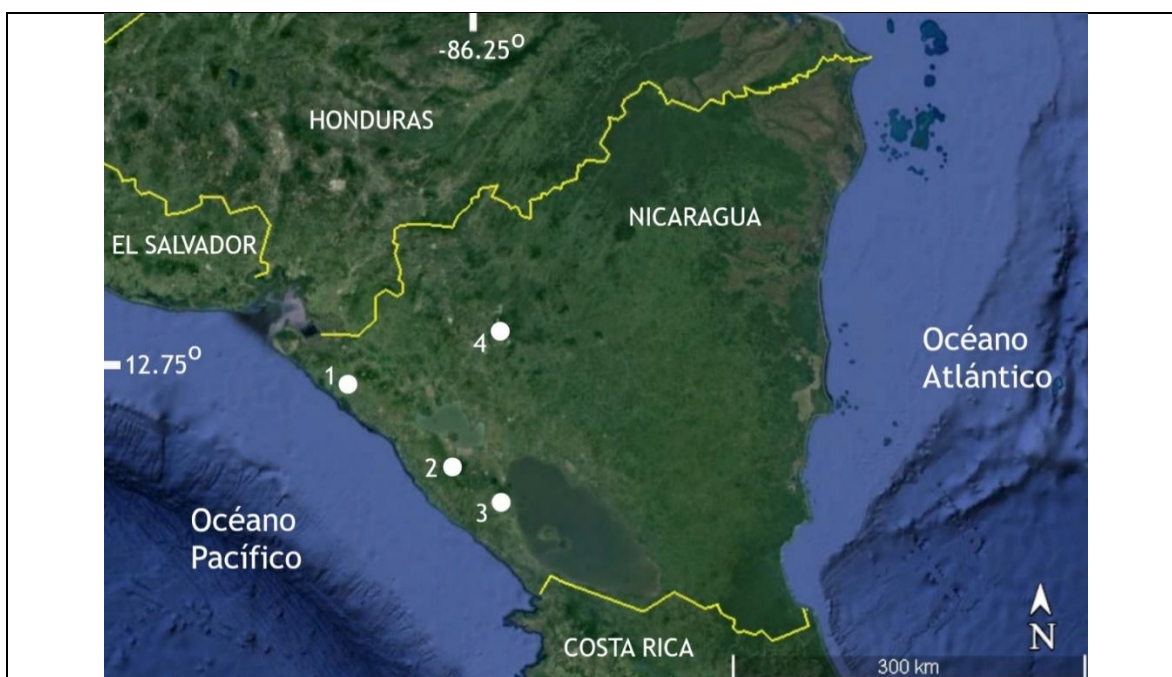 -86.25°
HONDURAS
NICARAGUA
EL SALVADOR
12.75°
Océano
Atlántico
4
1
2
3
Océano
Pacífico
N
COSTA RICA
300 km